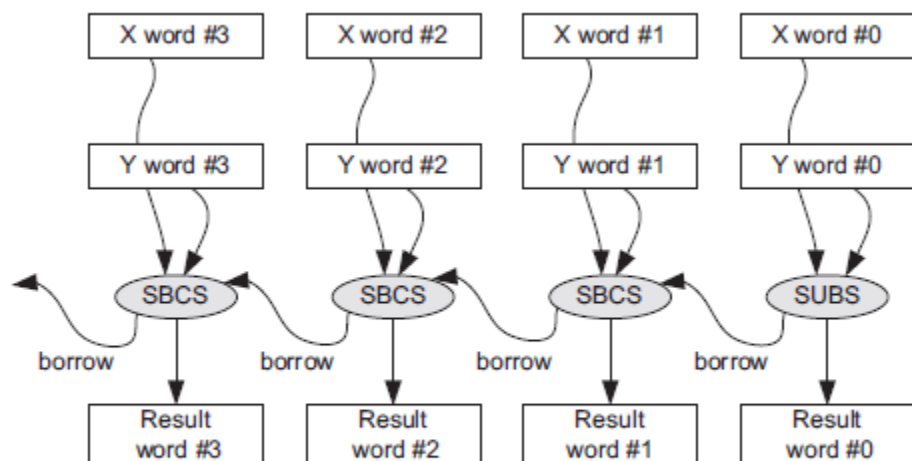 X word #3
X word #2
X word #1
X word #0
Y word #3
Y word #2
Y word #1
Y word #0
SBCS
SBCS
SBCS
SUBS
borrow
borrow
borrow
borrow
Result
word #3
Result
word #2
Result
word #1
Result
word #0